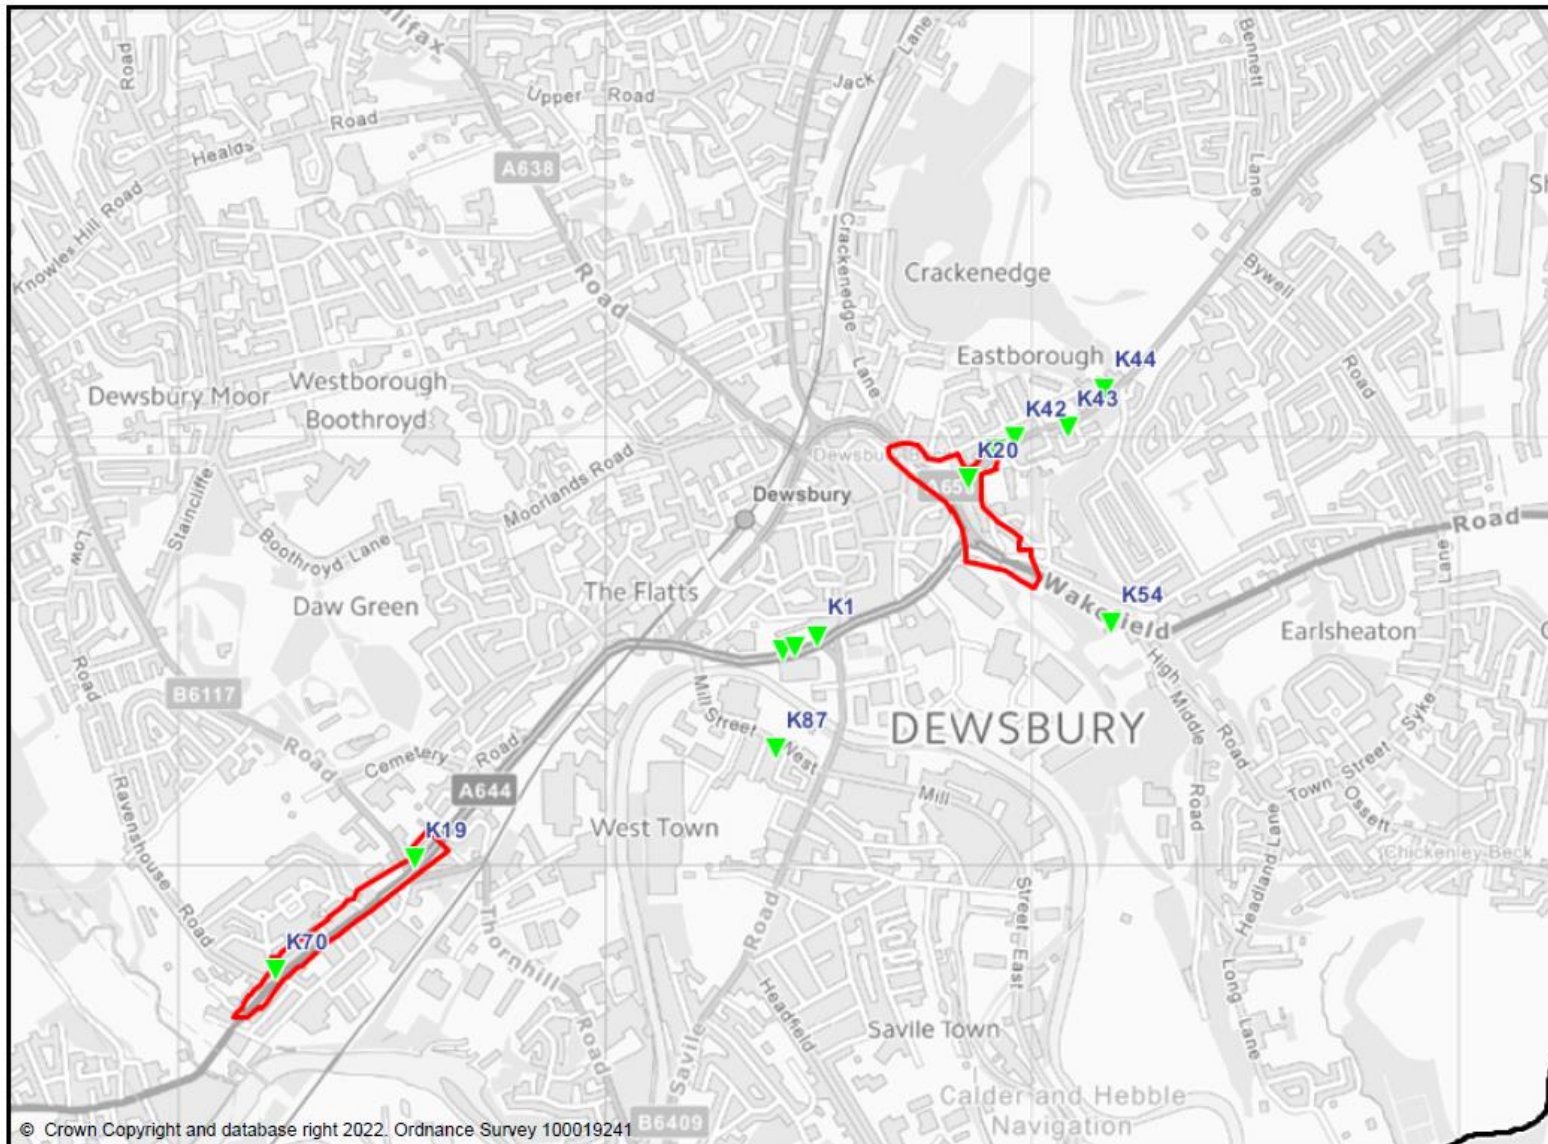 Halifax
Road
Upper Road
Jack Lane
Bennett
Lane
Healds Road
A638
Knowles Hill Road
Crackenedge
Lane
Crackenedge
Bywell
Road
Road
Eastborough
K44
Dewsbury Moor
Westborough
Boothroyd
K42
K43
K20
Staincliffe
Moorlands Road
Dewsbury
Boothroyd Lane
Road
Low
Road
Lane
The Flatts
Daw Green
K1
Wakefield
K54
Earlsheaton
B6117
Mill Street West
K87
DEWSBURY
High
Middle
Road
Road
Syke
Town Street
Ossett
Road
Cemetery Road
A644
Mill
West Town
K19
Ravenshouse Road
Headland Lane
Chickenley Beck
Street East
Thornhill
Road
Savile Road
K70
Headfield
Savile Town
Long
Lane
Calder and Hebble
Navigation
B6409
© Crown Copyright and database right 2022. Ordnance Survey 100019241